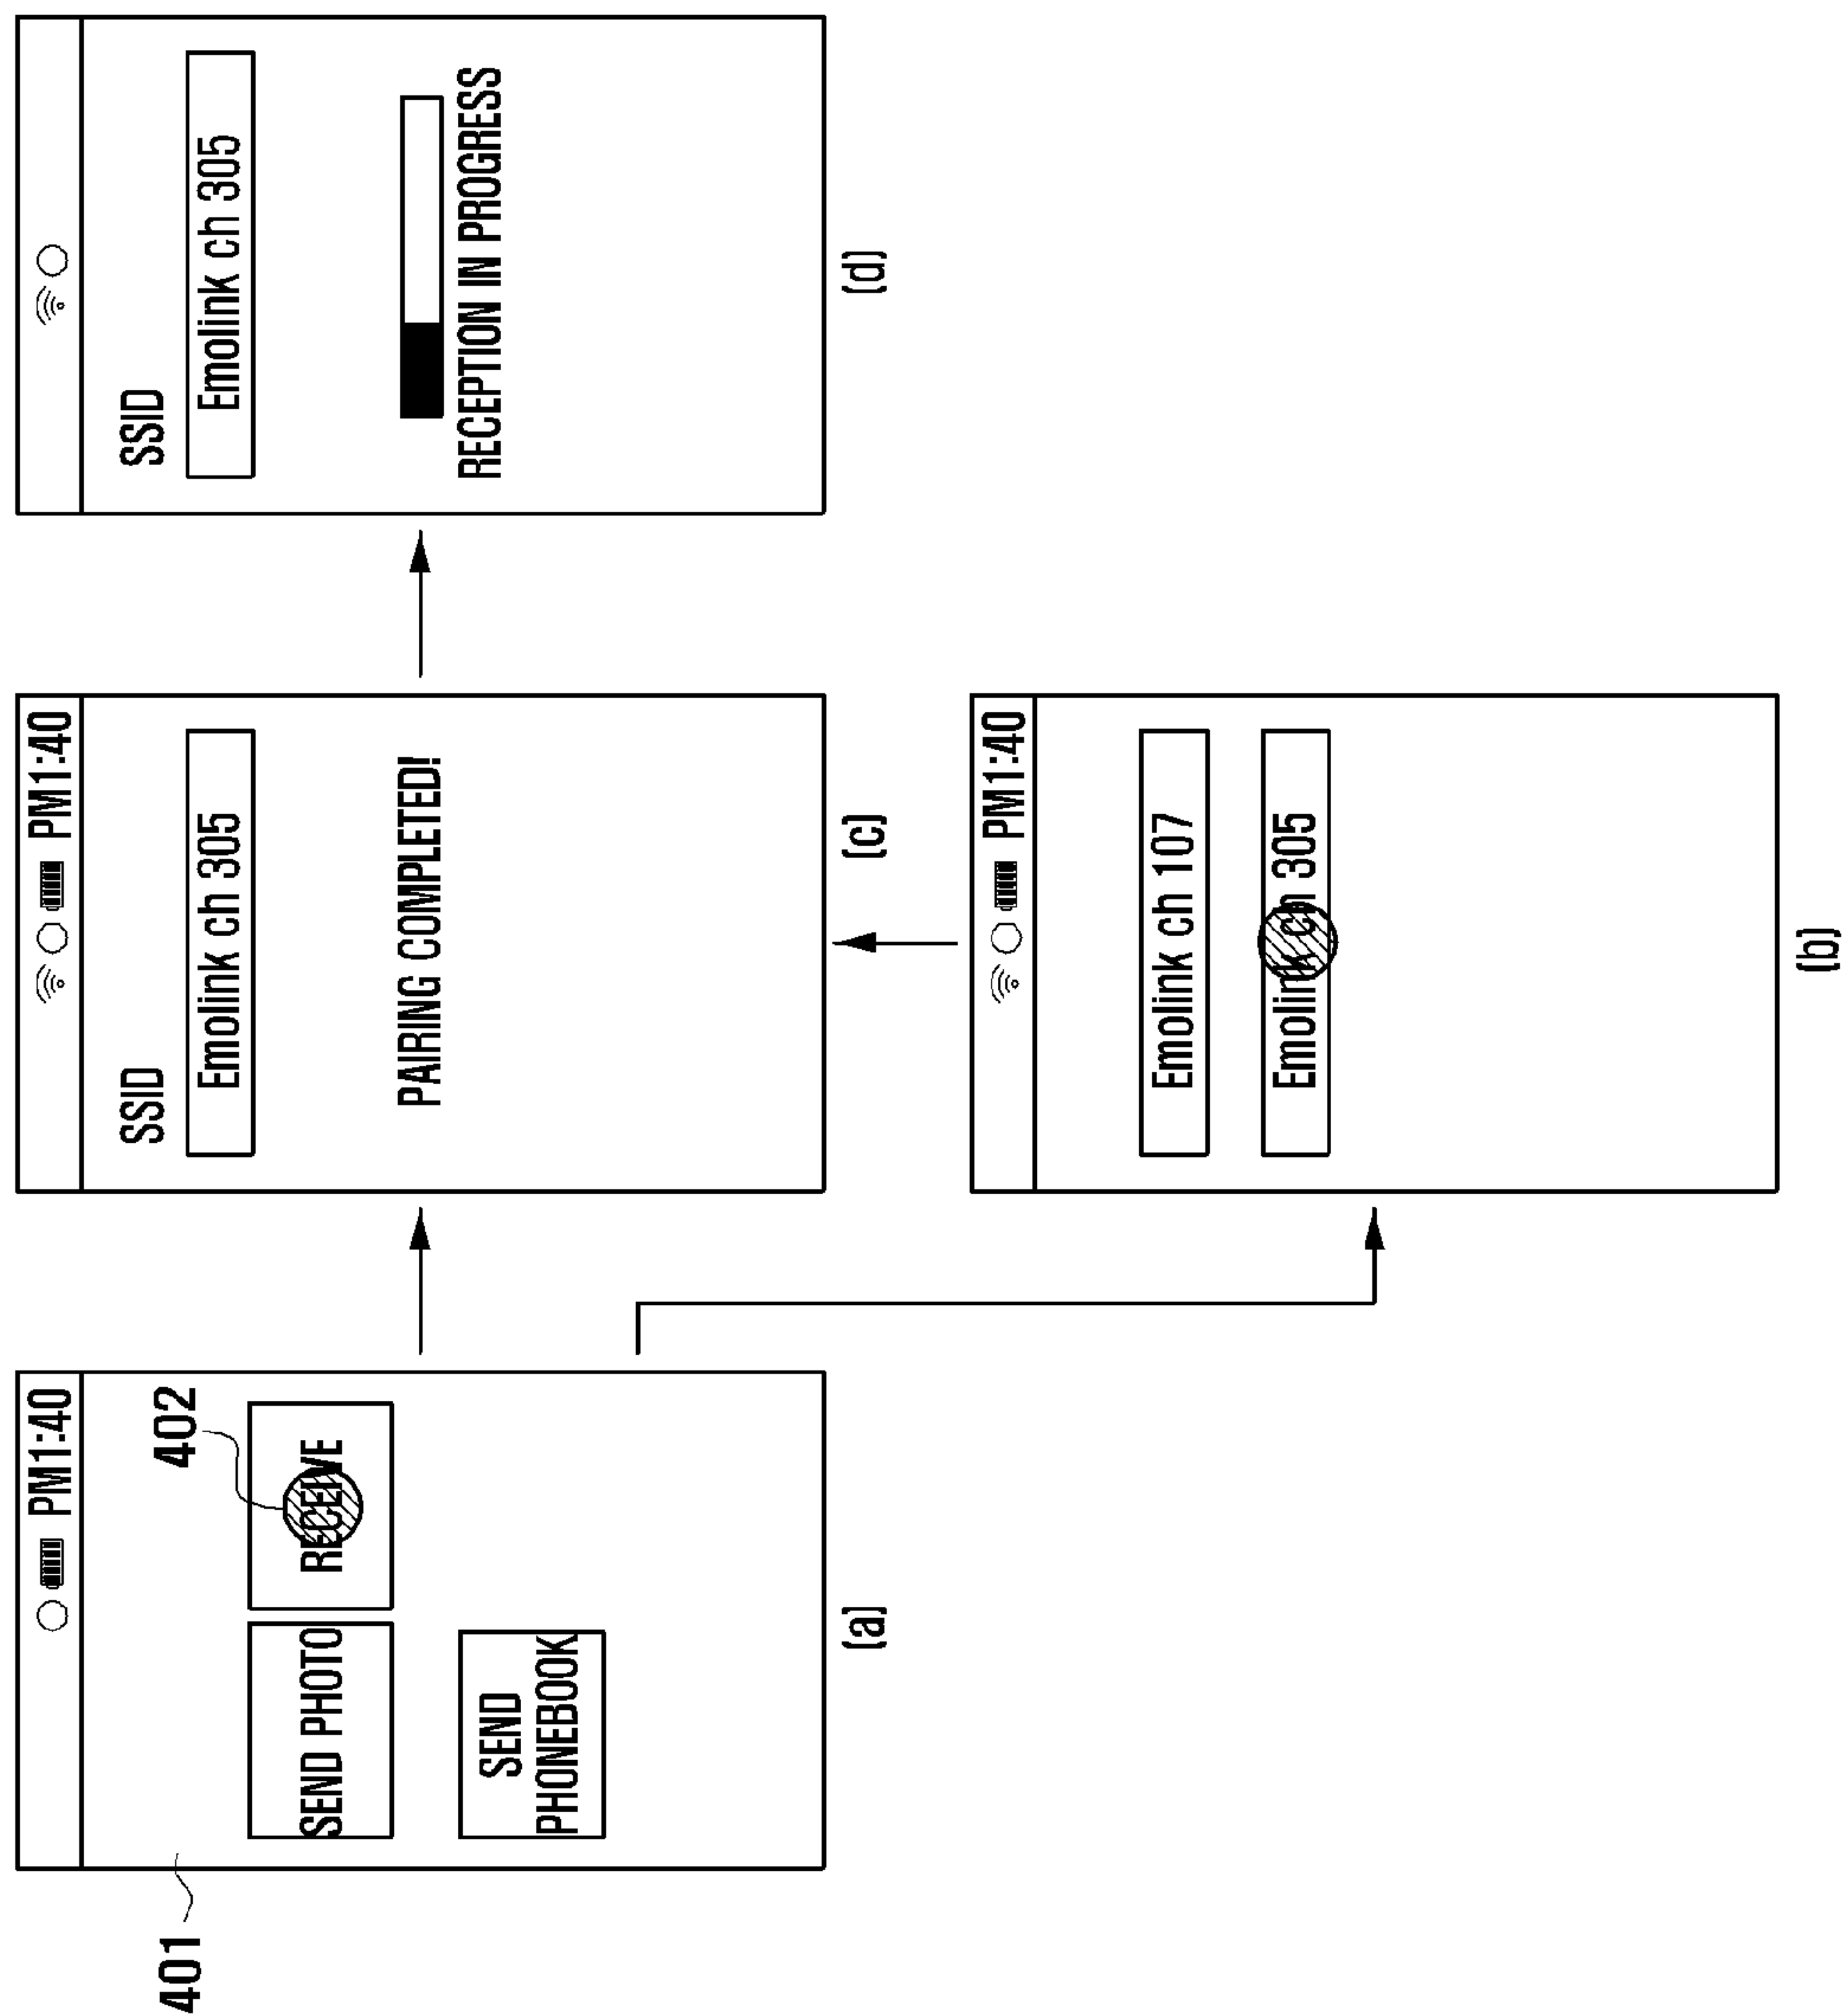 401
PM1:40
402
SEND PHOTO
RECEIVE
SEND
PHONEBOOK
(a)
PM1:40
SSID
Emolink ch 305
PAIRING COMPLETED!
(c)
SSID
Emolink ch 305
RECEPTION IN PROGRESS
(d)
PM1:40
Emolink ch 107
Emolink ch 305
(b)